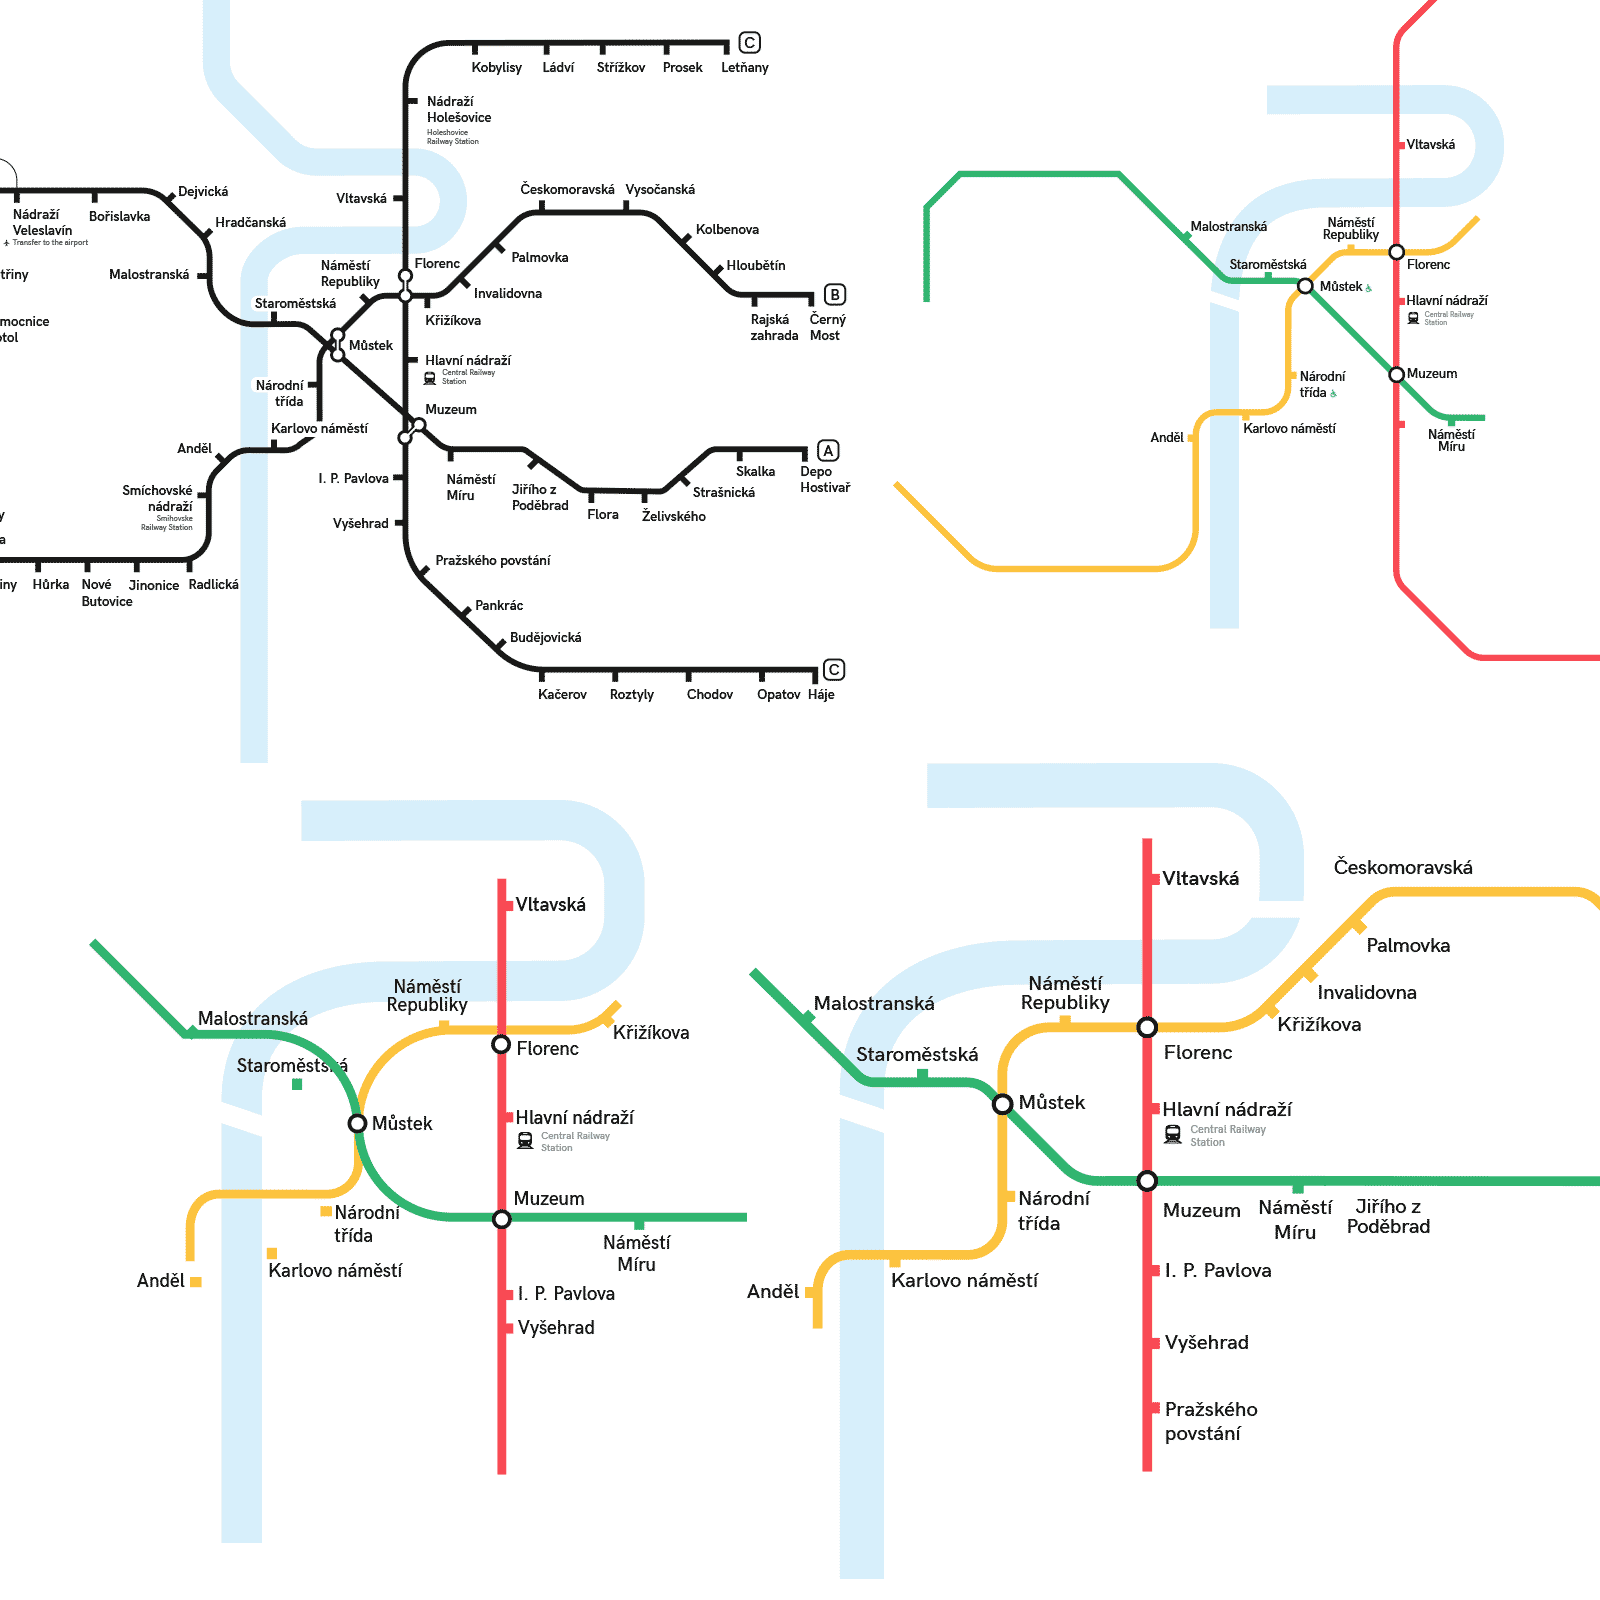 C
Kobylisy
Ládví
Střížkov
Prosek
Letňany
Nádraží
Holešovice
Holeshovice
Railway Station
Dejvická
Nádraží
Veleslavín
Transfer to the airport
Bořislavka
Hradčanská
Vltavská
Českomoravská
Vysočanská
Kolbenova
Palmovka
Hloubětín
třiny
Malostranská
Náměstí
Republiky
Florenc
Invalidovna
B
Staroměstská
Křižíkova
Rajská
zahrada
Černý
Most
mocnice
otol
Můstek
Hlavní nádraží
Central Railway
Station
Národní
třída
Muzeum
Karlovo náměstí
Anděl
A
Skalka
Depo
Hostivař
I. P. Pavlova
Náměstí
Míru
Jiřího z
Poděbrad
Flora
Želivského
Strašnická
Smíchovské
nádraží
Smihovske
Railway Station
Vyšehrad
y
a
Pražského povstání
iny
Hůrka
Nové
Butovice
Jinonice
Radlická
Pankrác
Budějovická
C
Kačerov
Roztyly
Chodov
Opatov
Háje
Vltavská
Malostranská
Náměstí
Republiky
Staroměstská
Florenc
Můstek
Hlavní nádraží
Central Railway
Station
Národní
třída
Muzeum
Karlovo náměstí
Anděl
Náměstí
Míru
Vltavská
Náměstí
Republiky
Malostranská
Křižíkova
Staroměstská
Florenc
Můstek
Hlavní nádraží
Central Railway
Station
Muzeum
Národní
třída
Náměstí
Míru
Karlovo náměstí
Anděl
I. P. Pavlova
Vyšehrad
Českomoravská
Vltavská
Palmovka
Náměstí
Republiky
Invalidovna
Malostranská
Křižíkova
Staroměstská
Florenc
Můstek
Hlavní nádraží
Central Railway
Station
Národní
třída
Muzeum
Náměstí
Míru
Jiřího z
Poděbrad
Karlovo náměstí
Anděl
I. P. Pavlova
Vyšehrad
Pražského
povstání